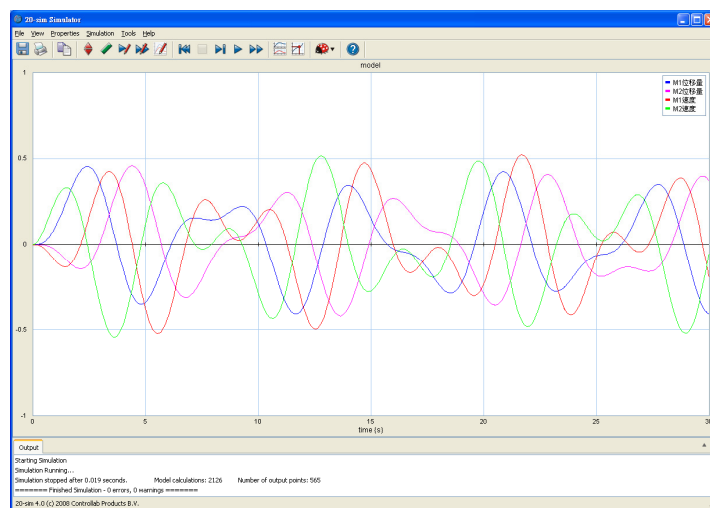 20-sim Simulator
File View Properties Simulation Tools Help
model
1
M1位移量
M2位移量
M1速度
M2速度
0.5
0
-0.5
-1
0 5 10 15 20 25 30
time {s}
Output
Starting Simulation
Simulation Running...
Simulation stopped after 0.019 seconds. Model calculations: 2126 Number of output points: 565
======= Finished Simulation - 0 errors, 0 warnings =======
20-sim 4.0 (c) 2008 Controllab Products B.V.